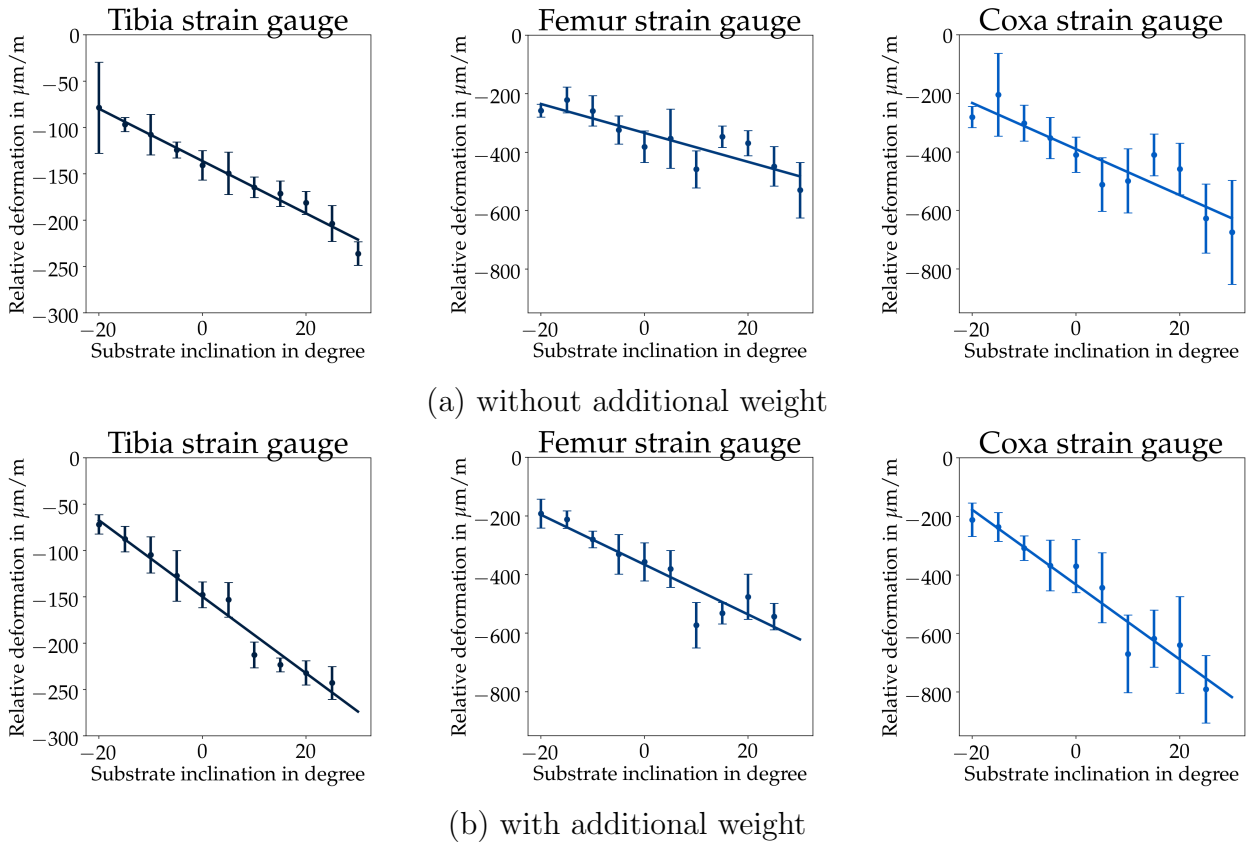 Tibia strain gauge
Relative deformation in μm/m
0
−50
−100
−150
−200
−250
−300
−20
0
20
Substrate inclination in degree
Femur strain gauge
Relative deformation in μm/m
0
−200
−400
−600
−800
−20
0
20
Substrate inclination in degree
Coxa strain gauge
Relative deformation in μm/m
0
−200
−400
−600
−800
−20
0
20
Substrate inclination in degree
(a) without additional weight
Tibia strain gauge
Relative deformation in μm/m
0
−50
−100
−150
−200
−250
−300
−20
0
20
Substrate inclination in degree
Femur strain gauge
Relative deformation in μm/m
0
−200
−400
−600
−800
−20
0
20
Substrate inclination in degree
Coxa strain gauge
Relative deformation in μm/m
0
−200
−400
−600
−800
−20
0
20
Substrate inclination in degree
(b) with additional weight